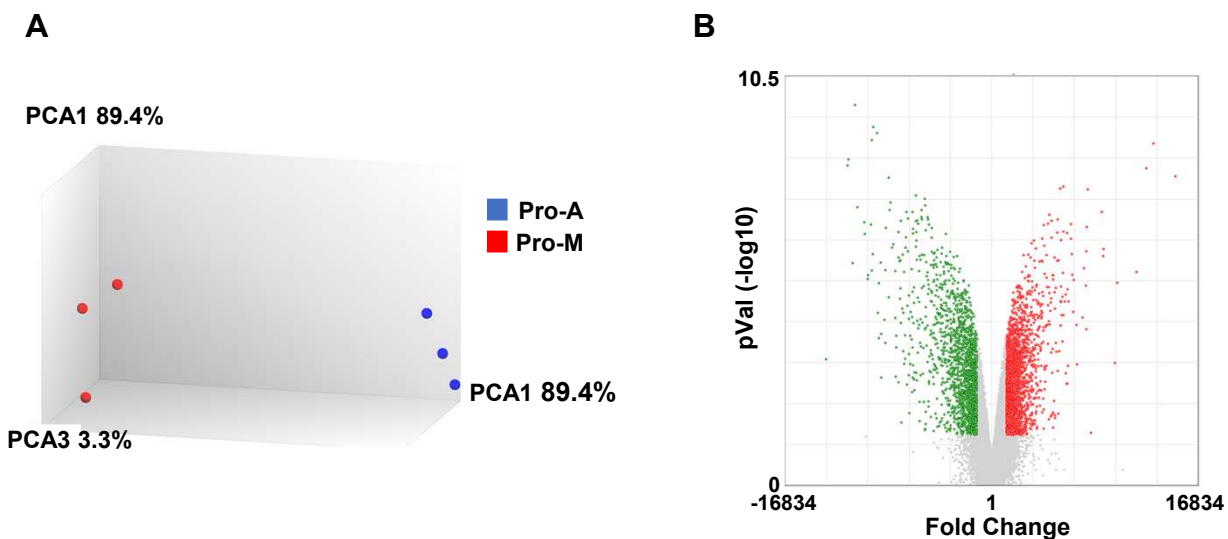 A
PCA1 89.4%
Pro-A
Pro-M
PCA1 89.4%
PCA3 3.3%
B
10.5
pVal (-log10)
0
-16834
1
16834
Fold Change